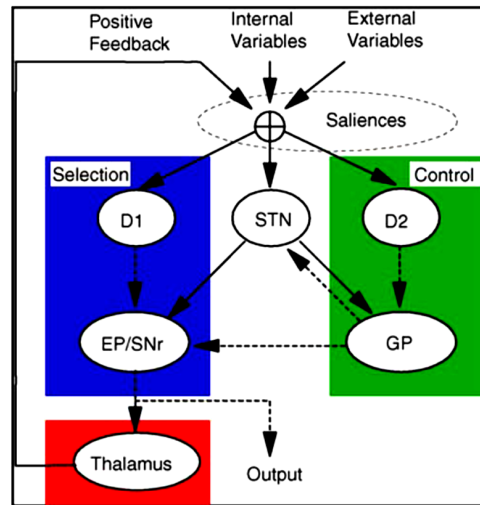 Positive
Feedback
Internal
Variables
External
Variables
Saliences
Selection
Control
D1
STN
D2
EP/SNr
GP
Thalamus
Output